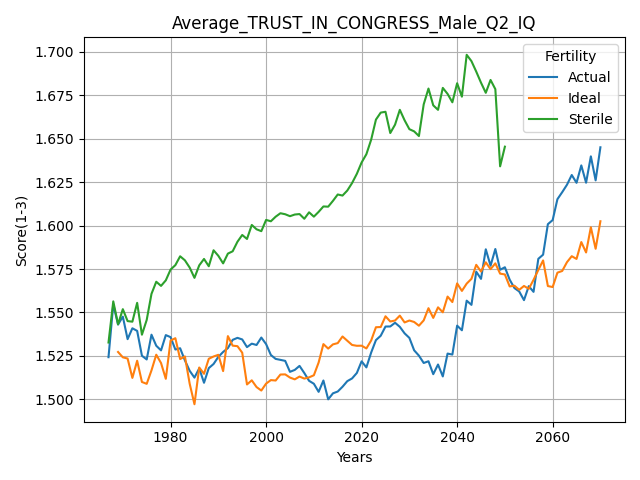 Average_TRUST_IN_CONGRESS_Male_Q2_IQ
Fertility
Actual
Ideal
Sterile
Score(1-3)
1.700
1.675
1.650
1.625
1.600
1.575
1.550
1.525
1.500
1980
2000
2020
2040
2060
Years